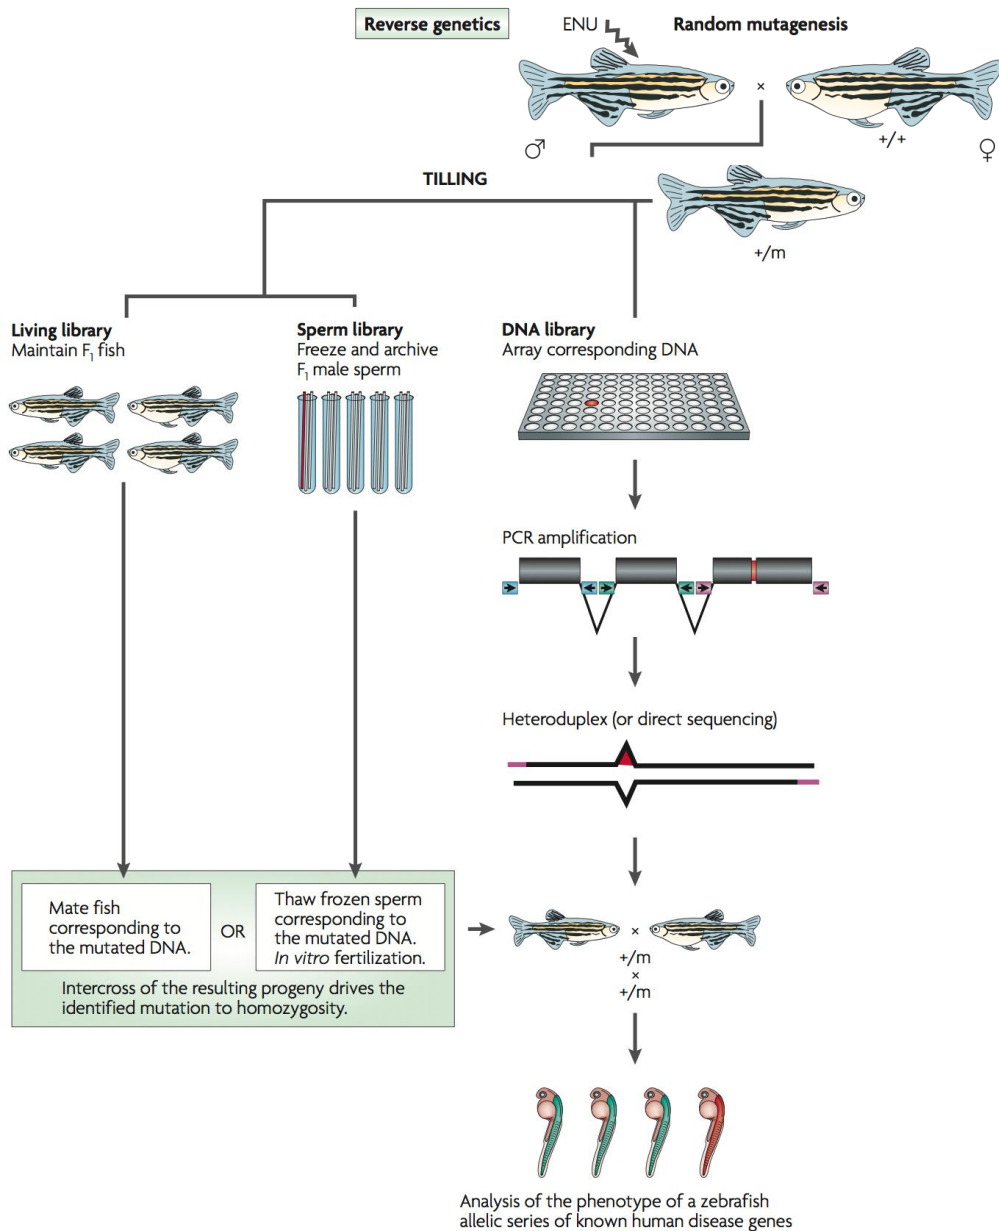 Reverse genetics
ENU
Random mutagenesis
×
♂
+/+
♀
TILLING
+/m
Living library
Maintain F₁ fish
Sperm library
Freeze and archive
F₁ male sperm
DNA library
Array corresponding DNA
PCR amplification
Heteroduplex (or direct sequencing)
Mate fish
corresponding to
the mutated DNA.
OR
Thaw frozen sperm
corresponding to
the mutated DNA.
In vitro fertilization.
Intercross of the resulting progeny drives the
identified mutation to homozygosity.
×
+/m
×
+/m
Analysis of the phenotype of a zebrafish
allelic series of known human disease genes